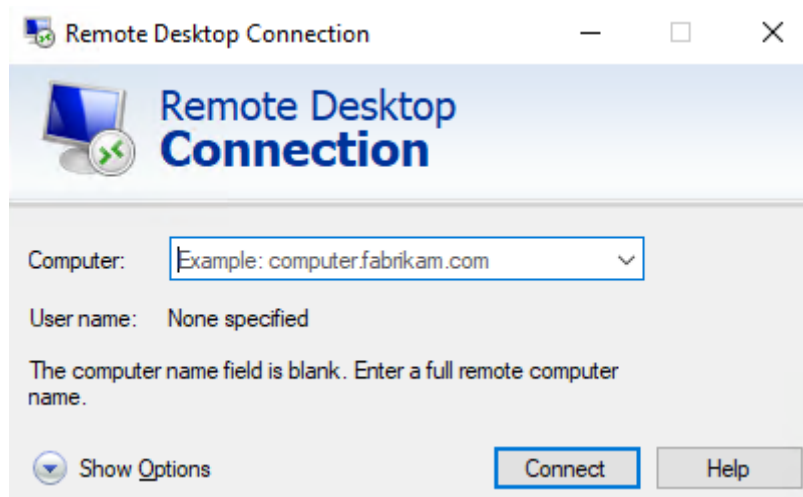 Remote Desktop Connection
Remote Desktop
Connection
Computer: Example: computer.fabrikam.com
User name: None specified
The computer name field is blank. Enter a full remote computer
name.
Show Options Connect Help